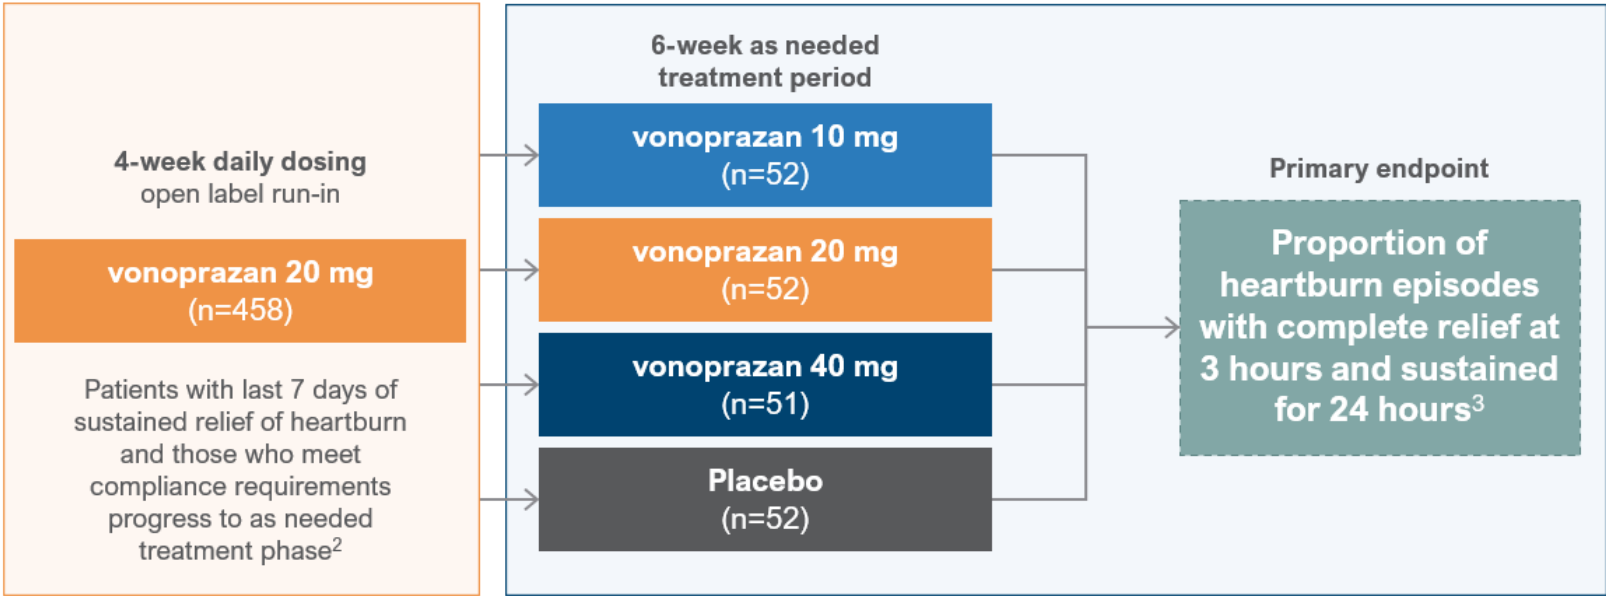 4-week daily dosing
open label run-in
vonoprazan 20 mg
(n=458)
Patients with last 7 days of
sustained relief of heartburn
and those who meet
compliance requirements
progress to as needed
treatment phase2
6-week as needed
treatment period
vonoprazan 10 mg
(n=52)
vonoprazan 20 mg
(n=52)
vonoprazan 40 mg
(n=51)
Placebo
(n=52)
Primary endpoint
Proportion of
heartburn episodes
with complete relief at
3 hours and sustained
for 24 hours3